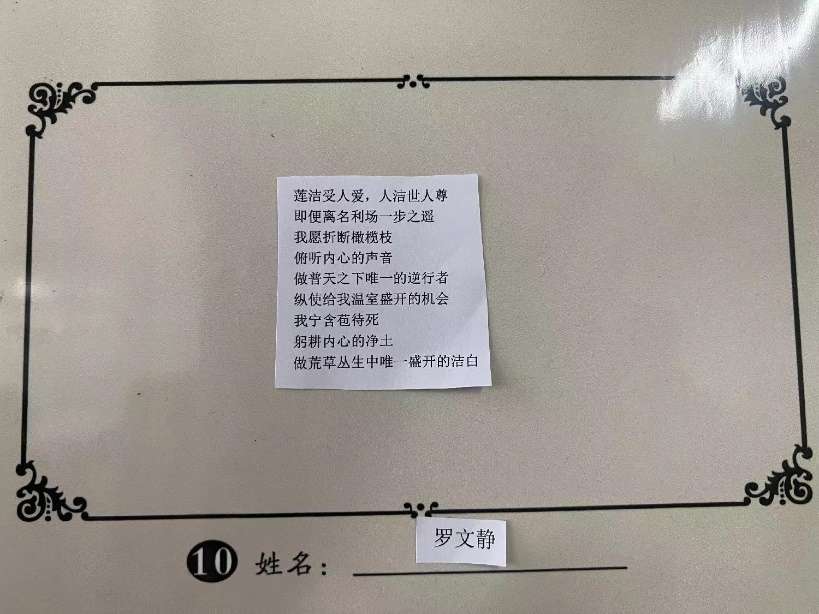 莲洁受人爱，人洁世人尊
即便离名利场一步之遥
我愿折断橄榄枝
俯听内心的声音
做普天之下唯一的逆行者
纵使给我温室盛开的机会
我宁含苞待死
躬耕内心的净土
做荒草丛生中唯一盛开的洁白
罗文静
10 姓名：